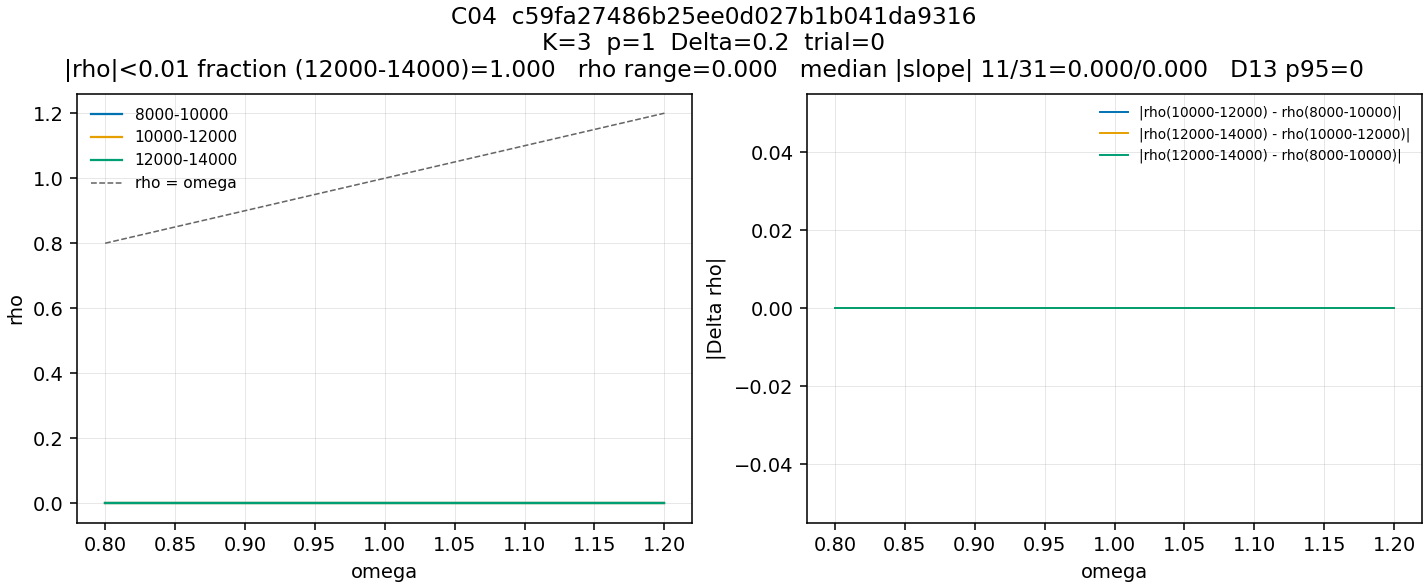 C04  c59fa27486b25ee0d027b1b041da9316
K=3  p=1  Delta=0.2  trial=0
|rho|<0.01 fraction (12000-14000)=1.000   rho range=0.000   median |slope| 11/31=0.000/0.000   D13 p95=0
rho
1.2
1.0
0.8
0.6
0.4
0.2
0.0
8000-10000
10000-12000
12000-14000
rho = omega
0.80 0.85 0.90 0.95 1.00 1.05 1.10 1.15 1.20
omega
|Delta rho|
0.04
0.02
0.00
−0.02
−0.04
|rho(10000-12000) - rho(8000-10000)|
|rho(12000-14000) - rho(10000-12000)|
|rho(12000-14000) - rho(8000-10000)|
0.80 0.85 0.90 0.95 1.00 1.05 1.10 1.15 1.20
omega